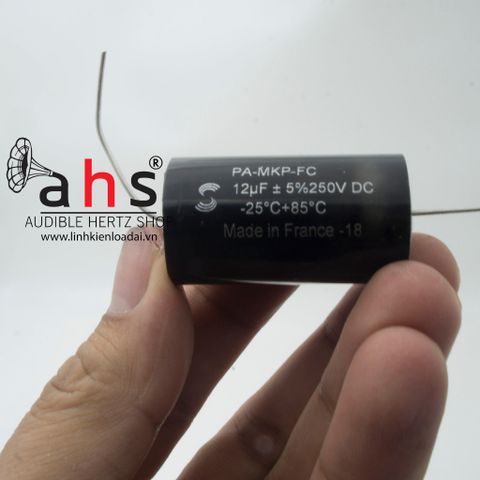 ahs®
AUDIBLE HERTZ SHOP
www.linhkienloadai.vn
PA-MKP-FC
12µF ± 5%250V DC
-25°C+85°C
Made in France -18